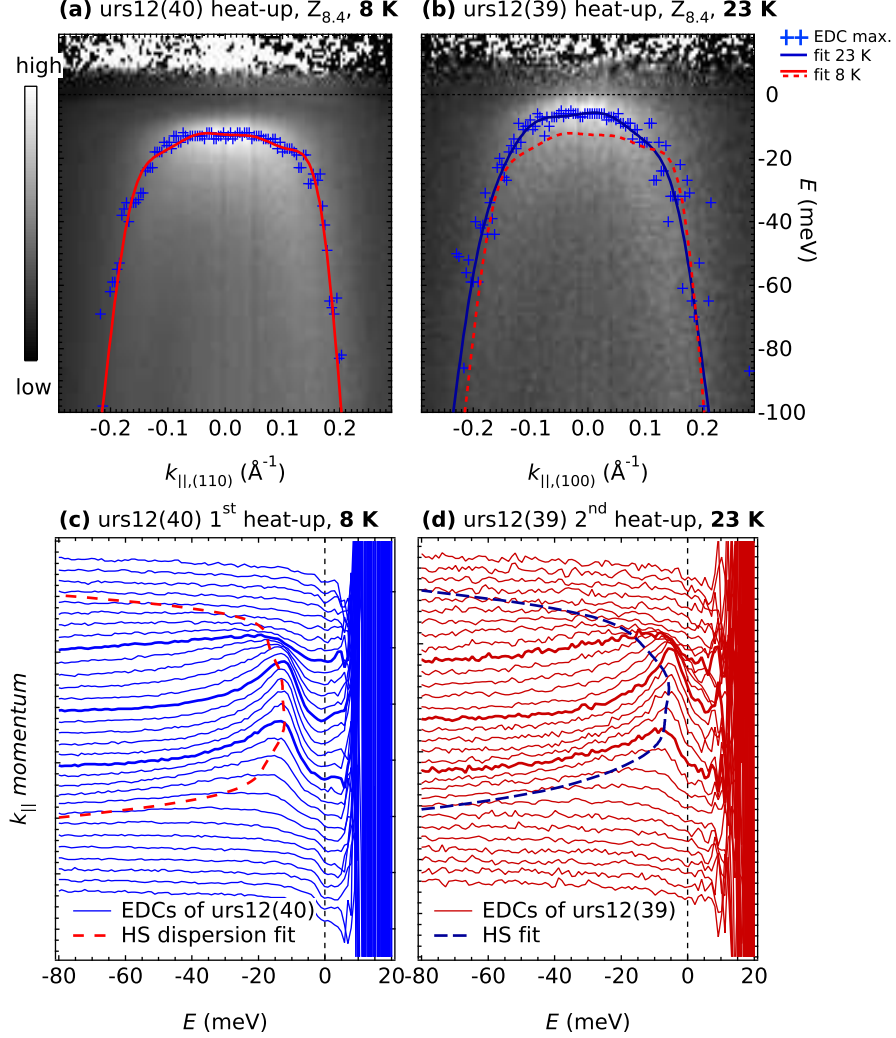 (a) urs12(40) heat-up, Z8.4, 8 K
(b) urs12(39) heat-up, Z8.4, 23 K
EDC max.
fit 23 K
fit 8 K
high
low
0
-20
-40
-60
-80
-100
E (meV)
-0.2 -0.1 0.0 0.1 0.2
-0.2 -0.1 0.0 0.1 0.2
k||,(110) (Å-1)
k||,(100) (Å-1)
(c) urs12(40) 1st heat-up, 8 K
(d) urs12(39) 2nd heat-up, 23 K
k|| momentum
EDCs of urs12(40)
HS dispersion fit
EDCs of urs12(39)
HS fit
-80 -60 -40 -20 0 20
-80 -60 -40 -20 0 20
E (meV)
E (meV)